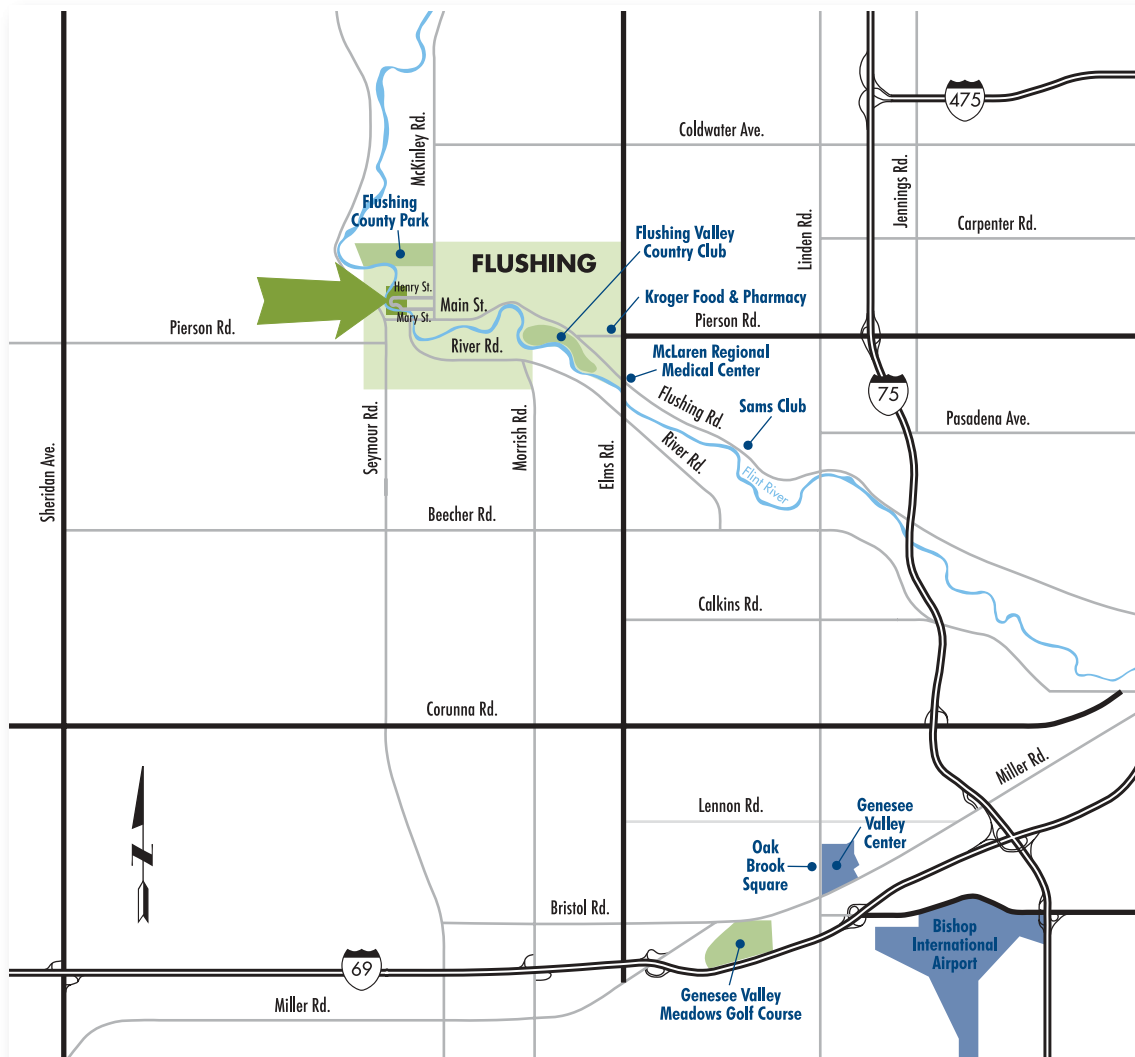 475
Coldwater Ave.
McKinley Rd.
Jennings Rd.
Flushing
County Park
Carpenter Rd.
Linden Rd.
Flushing Valley
Country Club
FLUSHING
Henry St.
Kroger Food & Pharmacy
Main St.
Mary St.
Pierson Rd.
Pierson Rd.
River Rd.
McLaren Regional
Medical Center
75
Flushing Rd.
Sams Club
Pasadena Ave.
Seymour Rd.
Morrish Rd.
Elms Rd.
River Rd.
Sheridan Ave.
Flint River
Beecher Rd.
Calkins Rd.
Corunna Rd.
Miller Rd.
Lennon Rd.
Genesee
Valley
Center
Oak
Brook
Square
N
Bristol Rd.
Bishop
International
Airport
69
Genesee Valley
Meadows Golf Course
Miller Rd.